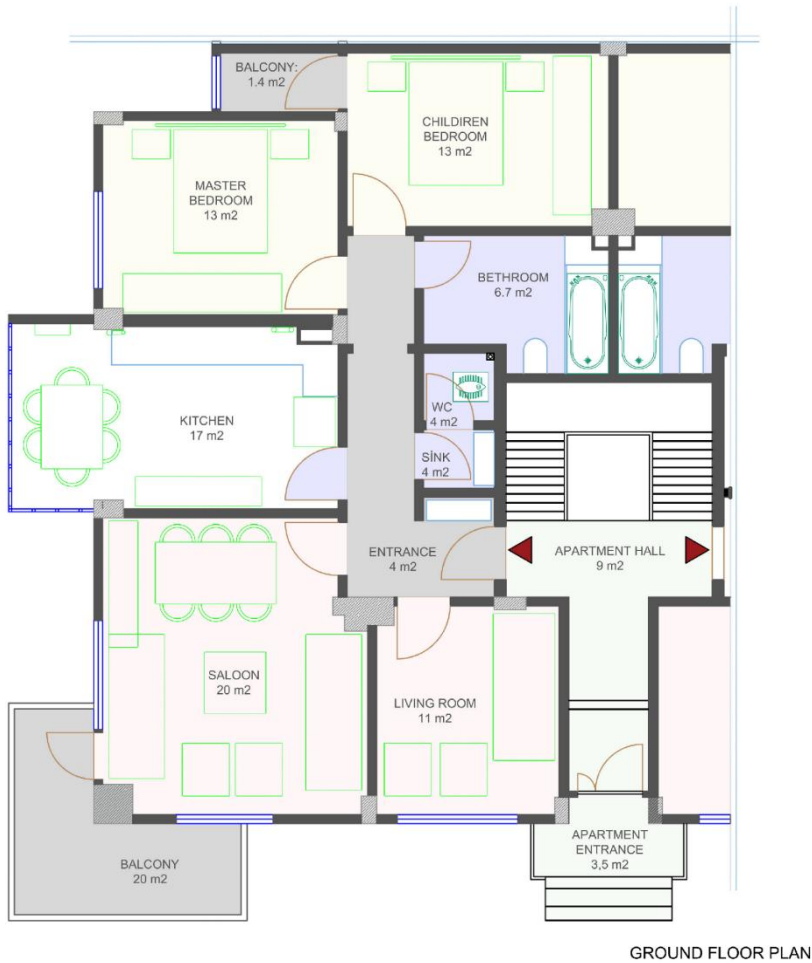 BALCONY:
1.4 m2
CHILDIREN
BEDROOM
13 m2
MASTER
BEDROOM
13 m2
BETHROOM
6.7 m2
KITCHEN
17 m2
WC
4 m2
SİNK
4 m2
ENTRANCE
4 m2
APARTMENT HALL
9 m2
SALOON
20 m2
LIVING ROOM
11 m2
BALCONY
20 m2
APARTMENT
ENTRANCE
3,5 m2
GROUND FLOOR PLAN